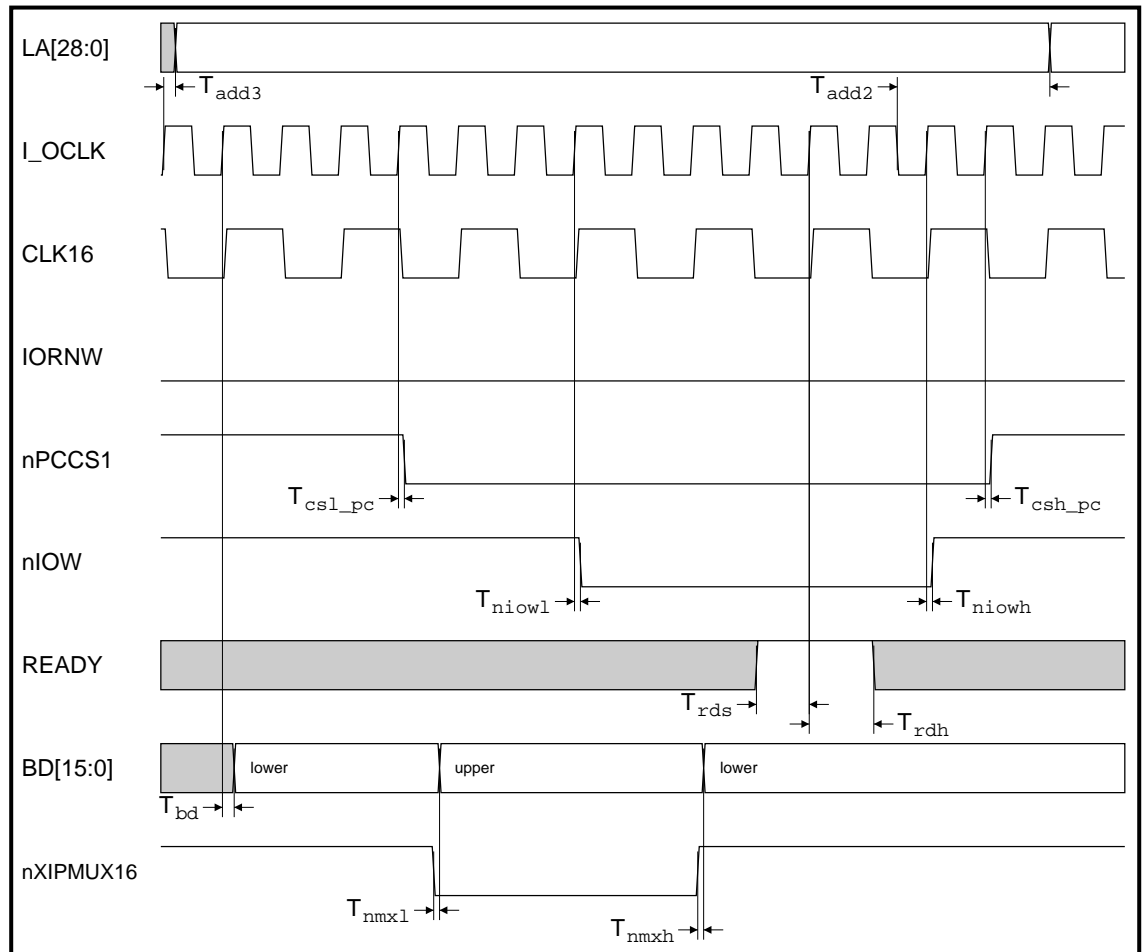 LA[28:0]
Tadd3
Tadd2
I_OCLK
CLK16
IORNW
nPCCS1
Tcsl_pc
Tcsh_pc
nIOW
Tniowl
Tniowh
READY
Trds
Trdh
BD[15:0]
lower
upper
lower
Tbd
nXIPMUX16
Tnmxl
Tnmxh